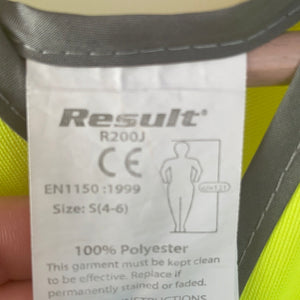 Result®
R200J
CE
EN1150 :1999
Size: S(4-6)
100% Polyester
This garment must be kept clean
to be effective. Replace if
permanently stained or faded.
INSTRUCTIONS